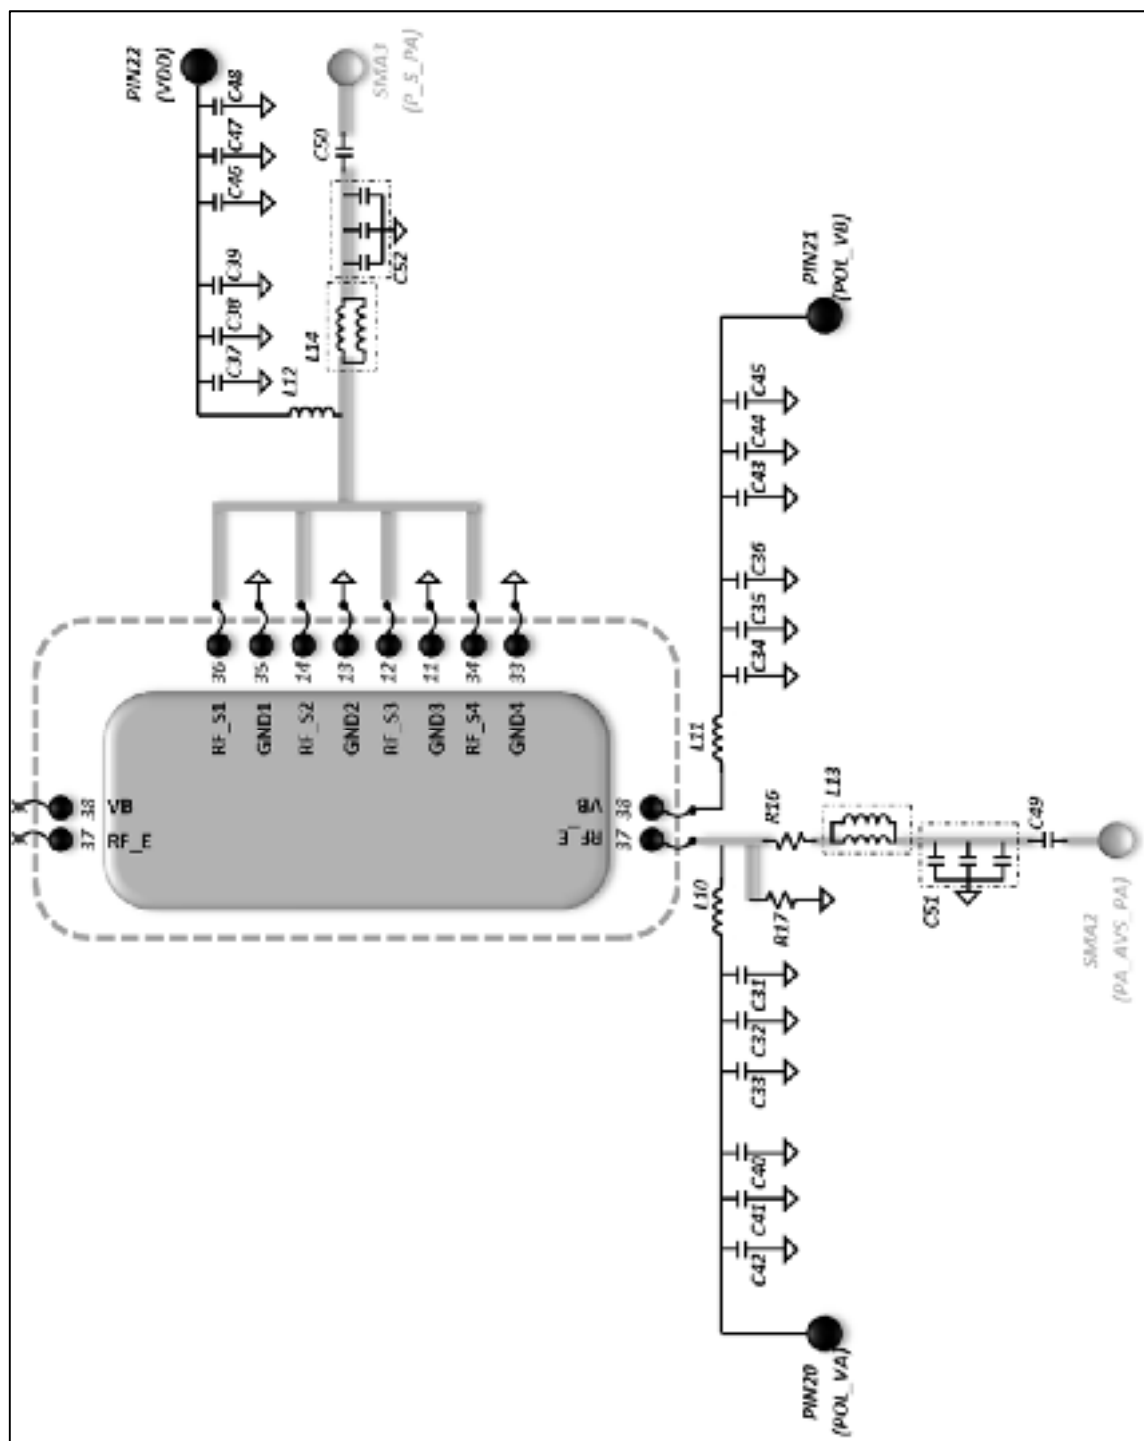 PIN22
(VDD)
C48
C47
C46
C39
C38
C37
L12
SMA3
(P_S_PA)
C50
C52
L14
PIN21
(POL_VB)
C45
C44
C43
C36
C35
C34
L11
36
35
14
13
12
11
34
33
RF_S1
GND1
RF_S2
GND2
RF_S3
GND3
RF_S4
GND4
38
VB
37
RF_E
VB
38
RF_E
37
R16
L13
C49
L10
R17
C51
SMA2
(PA_AVS_PA)
C31
C32
C33
C40
C41
C42
PIN20
(POL_VA)